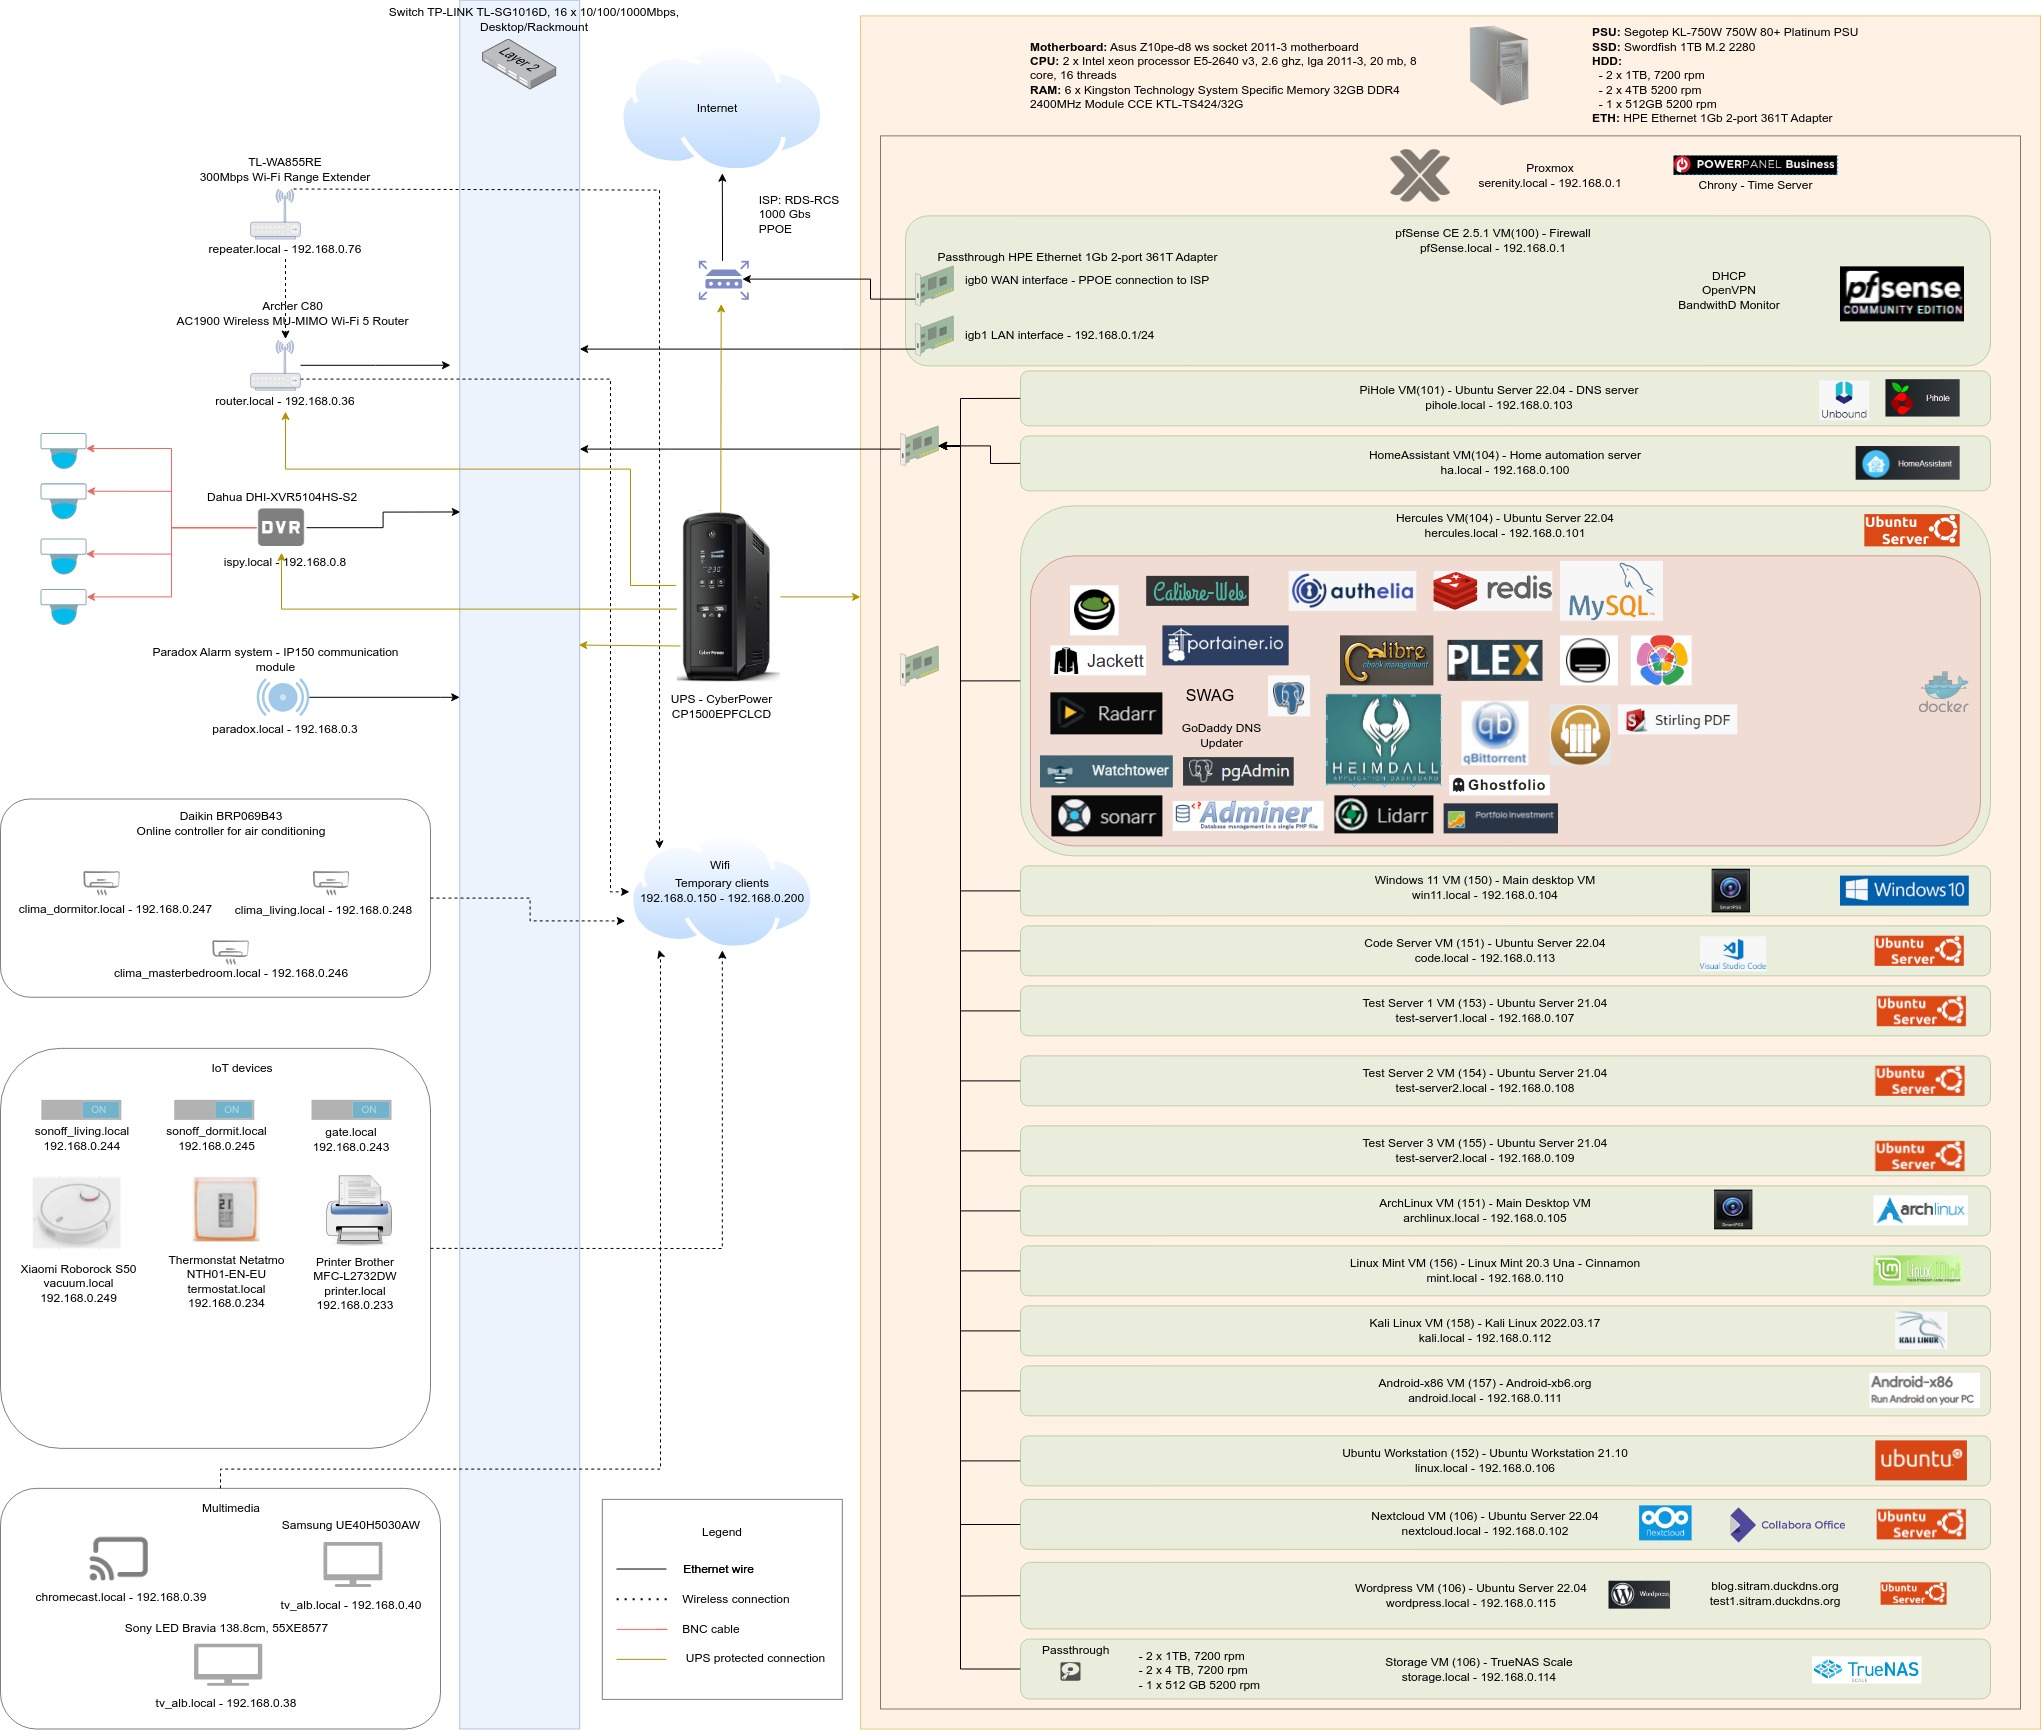 Switch TP-LINK TL-SG1016D, 16 x 10/100/1000Mbps,
Desktop/Rackmount
Layer 2
Internet
ISP: RDS-RCS
1000 Gbs
PPOE
TL-WA855RE
300Mbps Wi-Fi Range Extender
repeater.local - 192.168.0.76
Archer C80
AC1900 Wireless MU-MIMO Wi-Fi 5 Router
router.local - 192.168.0.36
Dahua DHI-XVR5104HS-S2
DVR
ispy.local - 192.168.0.8
Paradox Alarm system - IP150 communication
module
paradox.local - 192.168.0.3
UPS - CyberPower
CP1500EPFCLCD
Daikin BRP069B43
Online controller for air conditioning
clima_dormitor.local - 192.168.0.247
clima_living.local - 192.168.0.248
clima_masterbedroom.local - 192.168.0.246
Wifi
Temporary clients
192.168.0.150 - 192.168.0.200
IoT devices
ON
ON
ON
sonoff_living.local
192.168.0.244
sonoff_dormit.local
192.168.0.245
gate.local
192.168.0.243
Xiaomi Roborock S50
vacuum.local
192.168.0.249
Thermonstat Netatmo
NTH01-EN-EU
termostat.local
192.168.0.234
Printer Brother
MFC-L2732DW
printer.local
192.168.0.233
Multimedia
Samsung UE40H5030AW
chromecast.local - 192.168.0.39
tv_alb.local - 192.168.0.40
Sony LED Bravia 138.8cm, 55XE8577
tv_alb.local - 192.168.0.38
Legend
Ethernet wire
Wireless connection
BNC cable
UPS protected connection
Motherboard: Asus Z10pe-d8 ws socket 2011-3 motherboard
CPU: 2 x Intel xeon processor E5-2640 v3, 2.6 ghz, lga 2011-3, 20 mb, 8
core, 16 threads
RAM: 6 x Kingston Technology System Specific Memory 32GB DDR4
2400MHz Module CCE KTL-TS424/32G
PSU: Segotep KL-750W 750W 80+ Platinum PSU
SSD: Swordfish 1TB M.2 2280
HDD:
- 2 x 1TB, 7200 rpm
- 2 x 4TB 5200 rpm
- 1 x 512GB 5200 rpm
ETH: HPE Ethernet 1Gb 2-port 361T Adapter
Proxmox
serenity.local - 192.168.0.1
POWERPANEL Business
Chrony - Time Server
pfSense CE 2.5.1 VM(100) - Firewall
pfSense.local - 192.168.0.1
Passthrough HPE Ethernet 1Gb 2-port 361T Adapter
igb0 WAN interface - PPOE connection to ISP
igb1 LAN interface - 192.168.0.1/24
DHCP
OpenVPN
BandwithD Monitor
pfsense
COMMUNITY EDITION
PiHole VM(101) - Ubuntu Server 22.04 - DNS server
pihole.local - 192.168.0.103
Unbound
Pihole
HomeAssistant VM(104) - Home automation server
ha.local - 192.168.0.100
HomeAssistant
Hercules VM(104) - Ubuntu Server 22.04
hercules.local - 192.168.0.101
Ubuntu Server
Calibre-Web
authelia
redis
MySQL
Jackett
portainer.io
Calibre
ebook management
PLEX
Radarr
SWAG
GoDaddy DNS
Updater
HEIMDALL
APPLICATION DASHBOARD
qb
qBittorrent
Stirling PDF
docker
Watchtower
pgAdmin
Ghostfolio
sonarr
Adminer
Database management in a single PHP file
Lidarr
Portfolo Investment
Windows 11 VM (150) - Main desktop VM
win11.local - 192.168.0.104
SmartPSS
Windows10
Code Server VM (151) - Ubuntu Server 22.04
code.local - 192.168.0.113
Visual Studio Code
Ubuntu Server
Test Server 1 VM (153) - Ubuntu Server 21.04
test-server1.local - 192.168.0.107
Ubuntu Server
Test Server 2 VM (154) - Ubuntu Server 21.04
test-server2.local - 192.168.0.108
Ubuntu Server
Test Server 3 VM (155) - Ubuntu Server 21.04
test-server2.local - 192.168.0.109
Ubuntu Server
ArchLinux VM (151) - Main Desktop VM
archlinux.local - 192.168.0.105
SmartPSS
archlinux
Linux Mint VM (156) - Linux Mint 20.3 Una - Cinnamon
mint.local - 192.168.0.110
Linux Mint
Kali Linux VM (158) - Kali Linux 2022.03.17
kali.local - 192.168.0.112
KALI LINUX
Android-x86 VM (157) - Android-xb6.org
android.local - 192.168.0.111
Android-x86
Run Android on your PC
Ubuntu Workstation (152) - Ubuntu Workstation 21.10
linux.local - 192.168.0.106
ubuntu
Nextcloud VM (106) - Ubuntu Server 22.04
nextcloud.local - 192.168.0.102
Nextcloud
Collabora Office
Ubuntu Server
Wordpress VM (106) - Ubuntu Server 22.04
wordpress.local - 192.168.0.115
Wordpress
blog.sitram.duckdns.org
test1.sitram.duckdns.org
Ubuntu Server
Passthrough
- 2 x 1TB, 7200 rpm
- 2 x 4 TB, 7200 rpm
- 1 x 512 GB 5200 rpm
Storage VM (106) - TrueNAS Scale
storage.local - 192.168.0.114
TrueNAS
SCALE